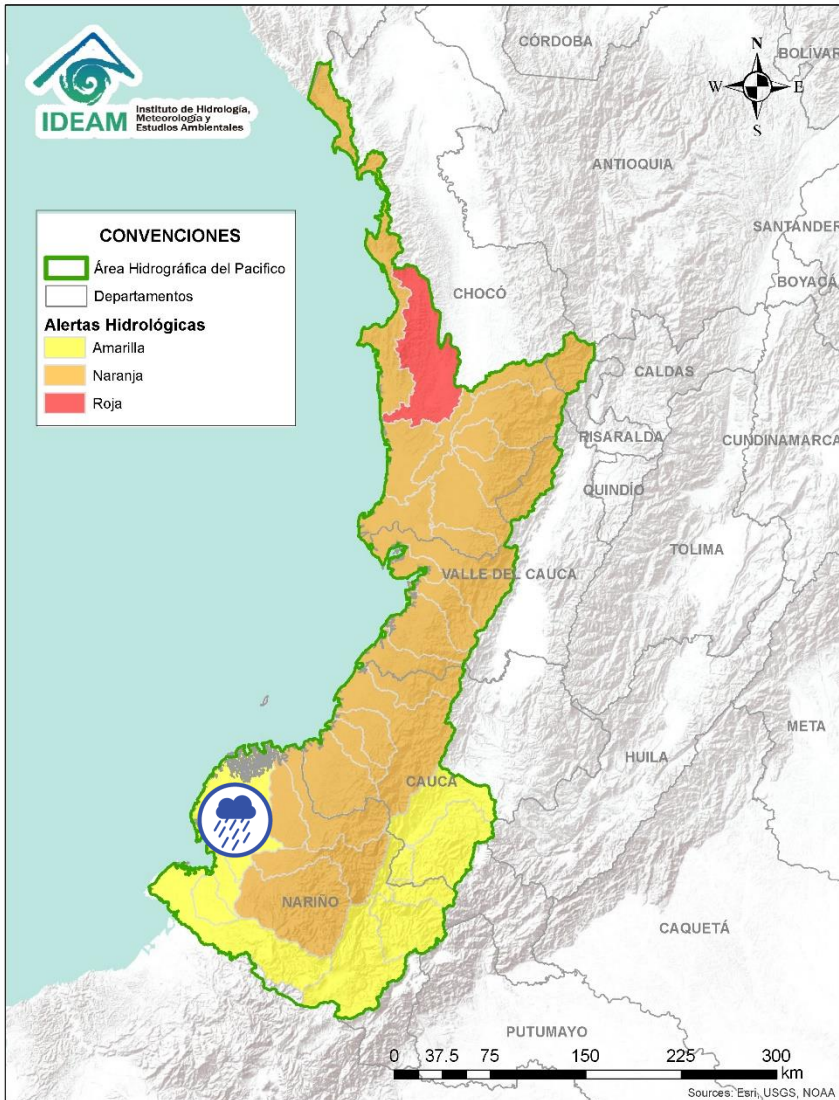 IDEAM
Instituto de Hidrología,
Meteorología y
Estudios Ambientales
CÓRDOBA
BOLÍVAR
N
W
E
S
ANTIOQUIA
SANTANDER
BOYACÁ
CONVENCIONES
Área Hidrográfica del Pacifico
Departamentos
Alertas Hidrológicas
Amarilla
Naranja
Roja
CHOCÓ
CALDAS
RISARALDA
CUNDINAMARCA
QUINDÍO
TOLIMA
VALLE DEL CAUCA
META
HUILA
CAUCA
NARIÑO
CAQUETÁ
PUTUMAYO
0 37.5 75 150 225 300
km
Sources: Esri, USGS, NOAA